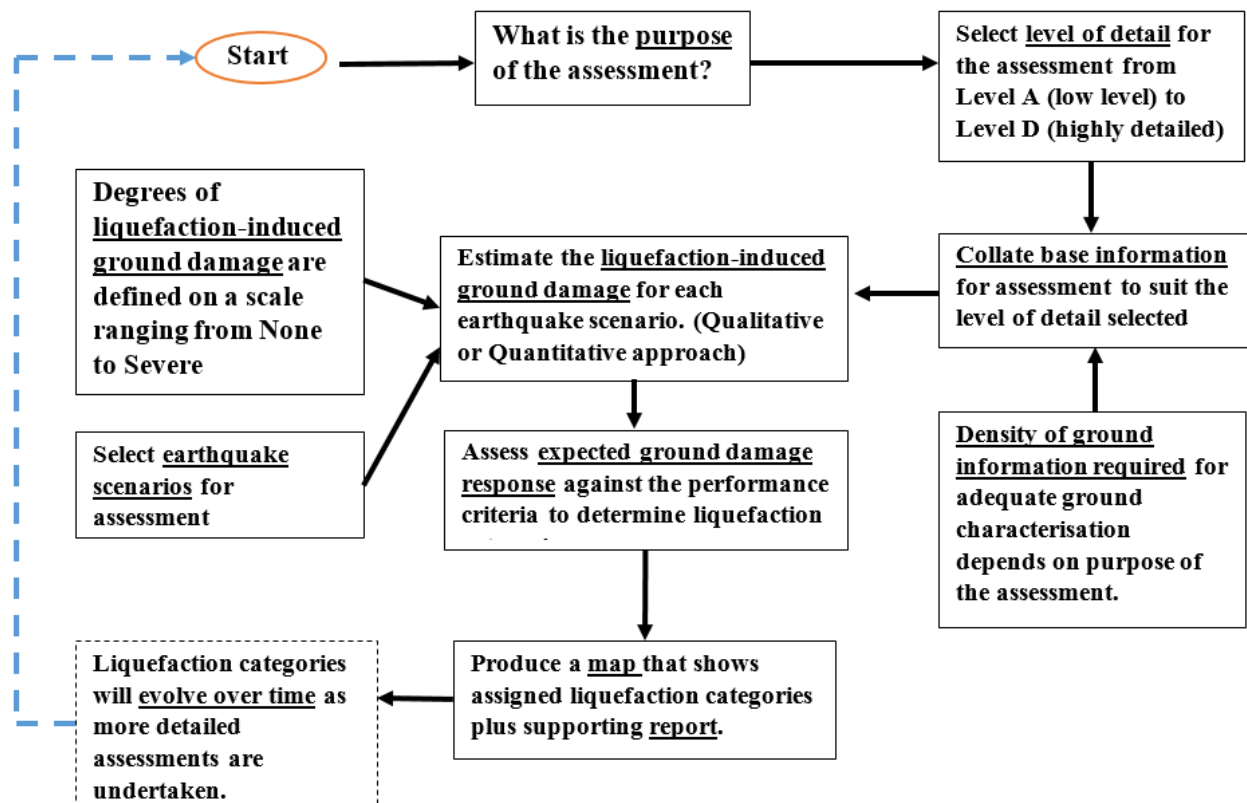 Start
What is the purpose
of the assessment?
Select level of detail for
the assessment from
Level A (low level) to
Level D (highly detailed)
Degrees of
liquefaction-induced
ground damage are
defined on a scale
ranging from None
to Severe
Estimate the liquefaction-induced
ground damage for each
earthquake scenario. (Qualitative
or Quantitative approach)
Collate base information
for assessment to suit the
level of detail selected
Select earthquake
scenarios for
assessment
Assess expected ground damage
response against the performance
criteria to determine liquefaction
Density of ground
information required for
adequate ground
characterisation
depends on purpose of
the assessment.
Liquefaction categories
will evolve over time as
more detailed
assessments are
undertaken.
Produce a map that shows
assigned liquefaction categories
plus supporting report.